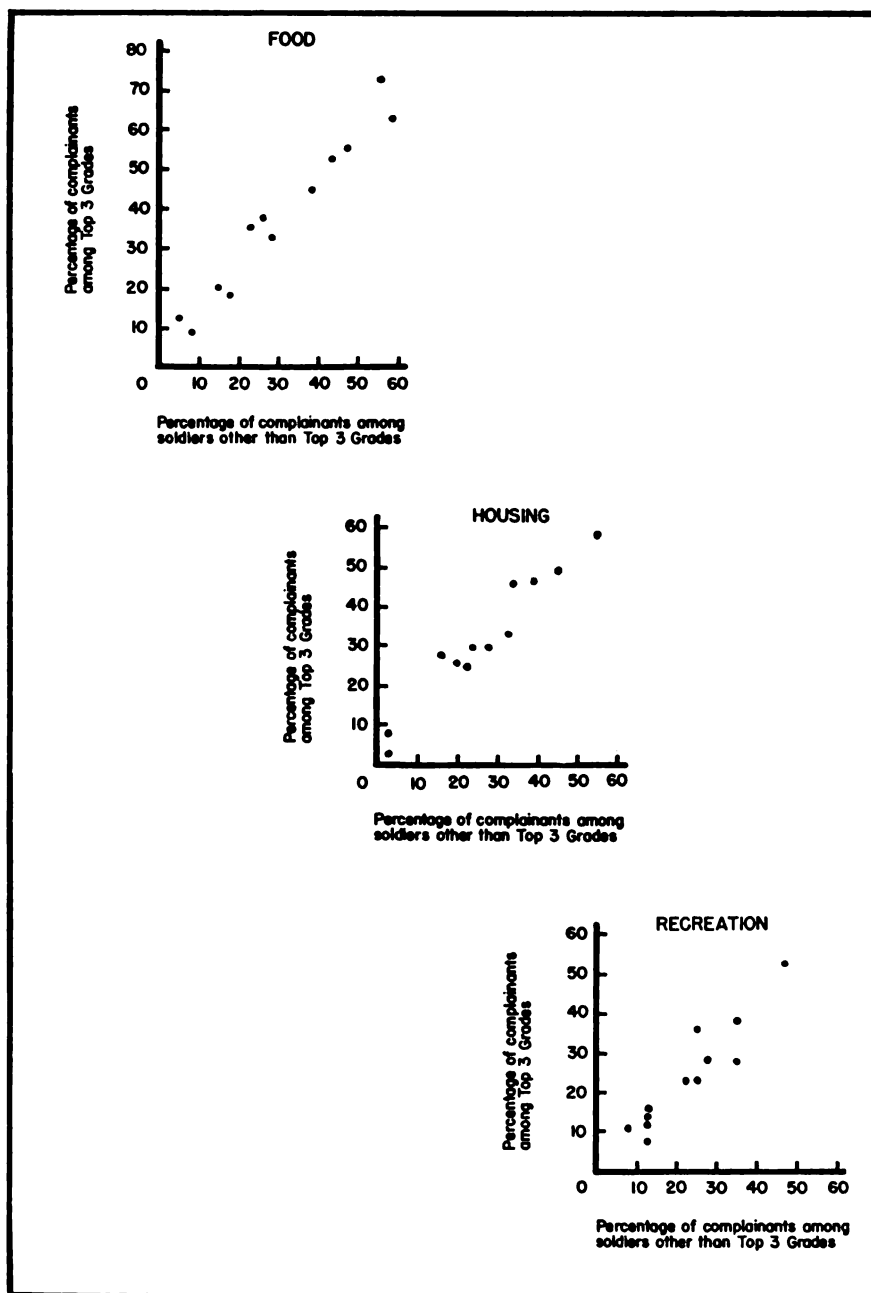 FOOD
80
70
60
50
40
30
20
10
0
10 20 30 40 50 60
Percentage of complainants
among Top 3 Grades
Percentage of complainants among
soldiers other than Top 3 Grades
HOUSING
60
50
40
30
20
10
0
10 20 30 40 50 60
Percentage of complainants
among Top 3 Grades
Percentage of complainants among
soldiers other than Top 3 Grades
RECREATION
60
50
40
30
20
10
0
10 20 30 40 50 60
Percentage of complainants
among Top 3 Grades
Percentage of complainants among
soldiers other than Top 3 Grades